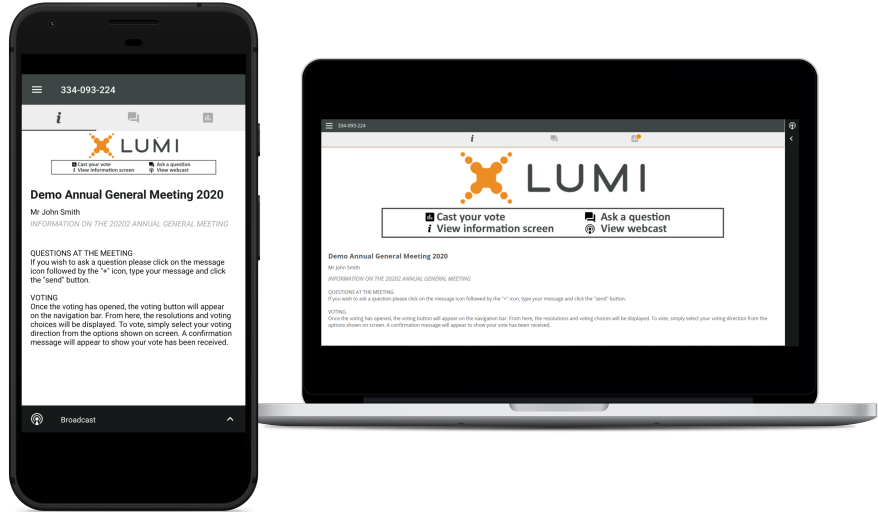 334-093-224
i
LUMI
Cast your vote Ask a question
i View information screen View webcast
Demo Annual General Meeting 2020
Mr John Smith
INFORMATION ON THE 20202 ANNUAL GENERAL MEETING
QUESTIONS AT THE MEETING
If you wish to ask a question please click on the message
icon followed by the "+" icon, type your message and click
the "send" button.
VOTING
Once the voting has opened, the voting button will appear
on the navigation bar. From here, the resolutions and voting
choices will be displayed. To vote, simply select your voting
direction from the options shown on screen. A confirmation
message will appear to show your vote has been received.
Broadcast
334-093-224
i
LUMI
Cast your vote Ask a question
i View information screen View webcast
Demo Annual General Meeting 2020
Mr John Smith
INFORMATION ON THE 20202 ANNUAL GENERAL MEETING
QUESTIONS AT THE MEETING
If you wish to ask a question please click on the message icon followed by the "+" icon, type your message and click the "send" button.
VOTING
Once the voting has opened, the voting button will appear on the navigation bar. From here, the resolutions and voting choices will be displayed. To vote, simply select your voting direction from the
options shown on screen. A confirmation message will appear to show your vote has been received.